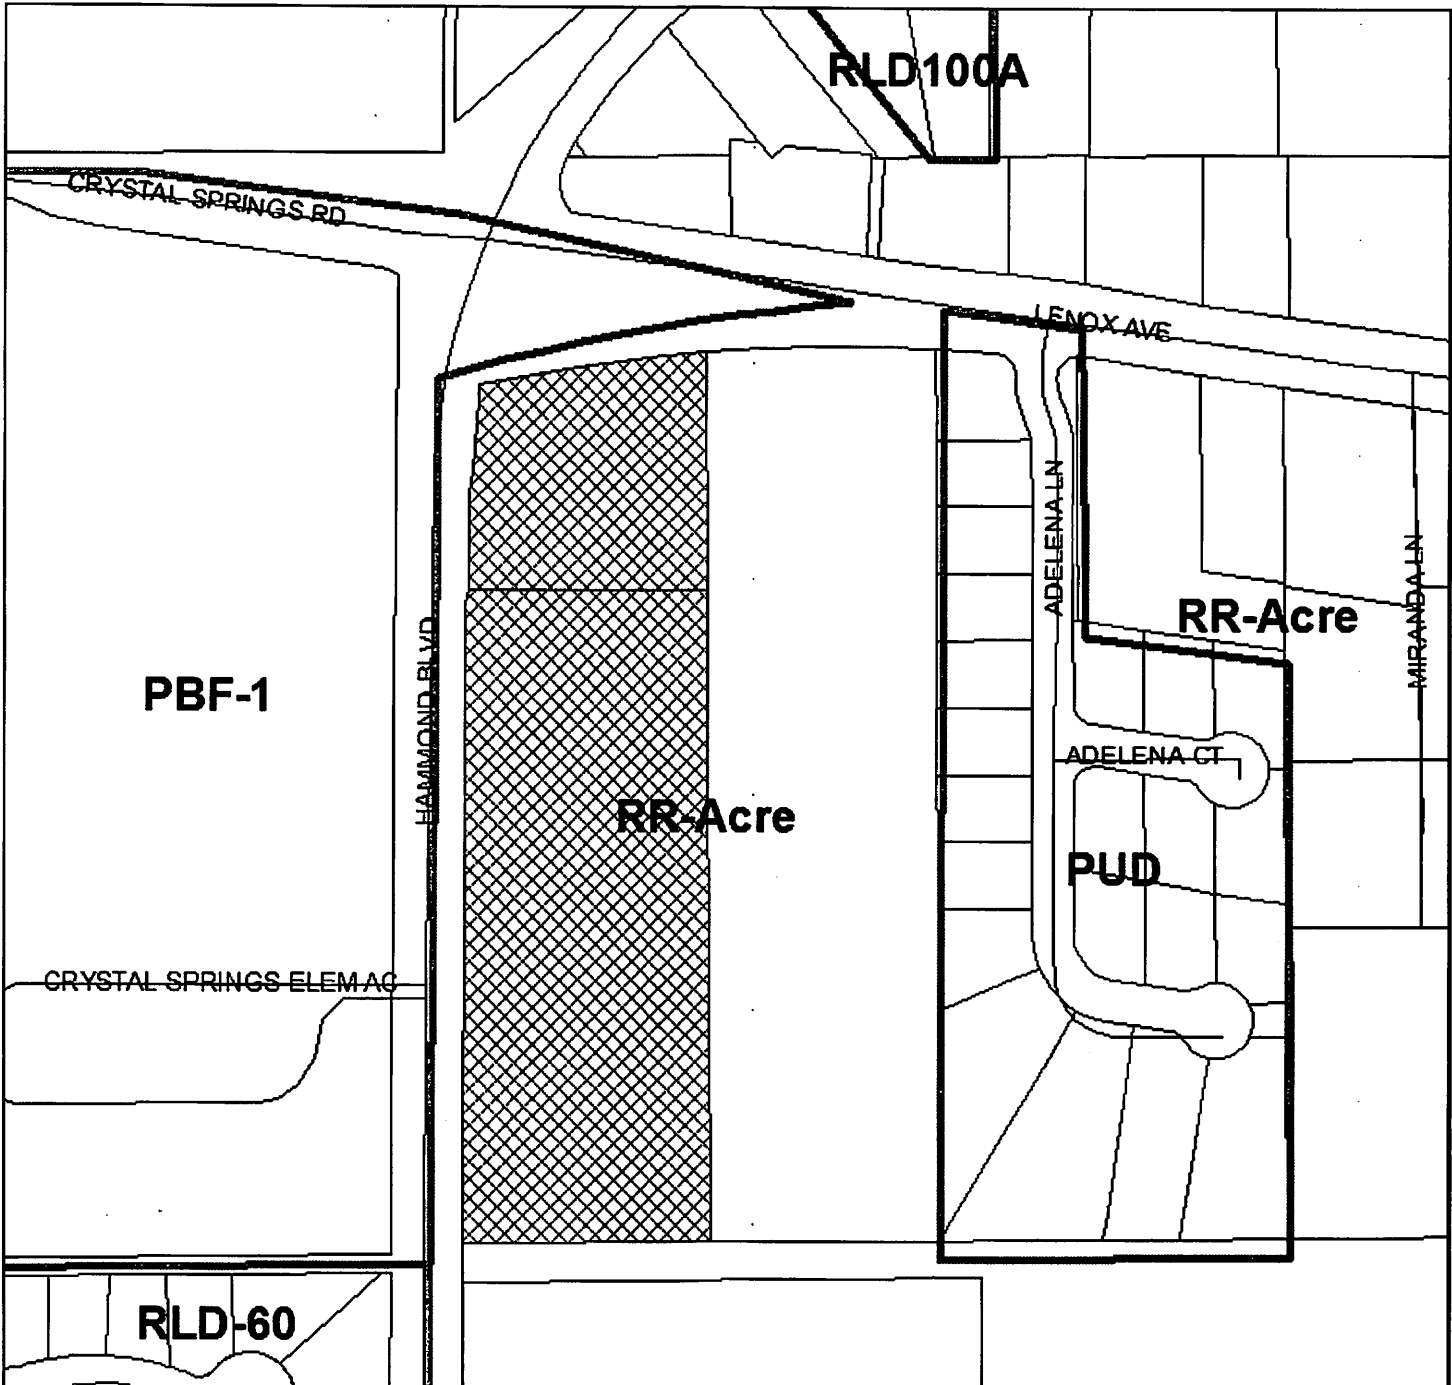 RLD100A
CRYSTAL SPRINGS RD
LENOX AVE
ADELENA LN
RR-Acre
MIRANDA LN
HAMMOND BLVD
PBF-1
ADELENA CT
RR-Acre
PUD
CRYSTAL SPRINGS ELEM AC
RLD-60